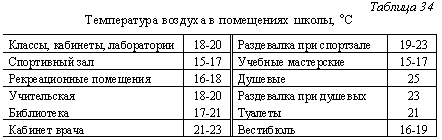 Таблица 34
Температура воздуха в помещениях школы, °С
Классы, кабинеты, лаборатории 18-20 Раздевалка при спортзале 19-23
Спортивный зал 15-17 Учебные мастерские 15-17
Рекреационные помещения 16-18 Душевые 25
Учительская 18-20 Раздевалка при душевых 23
Библиотека 17-21 Туалеты 21
Кабинет врача 21-23 Вестибюль 16-19